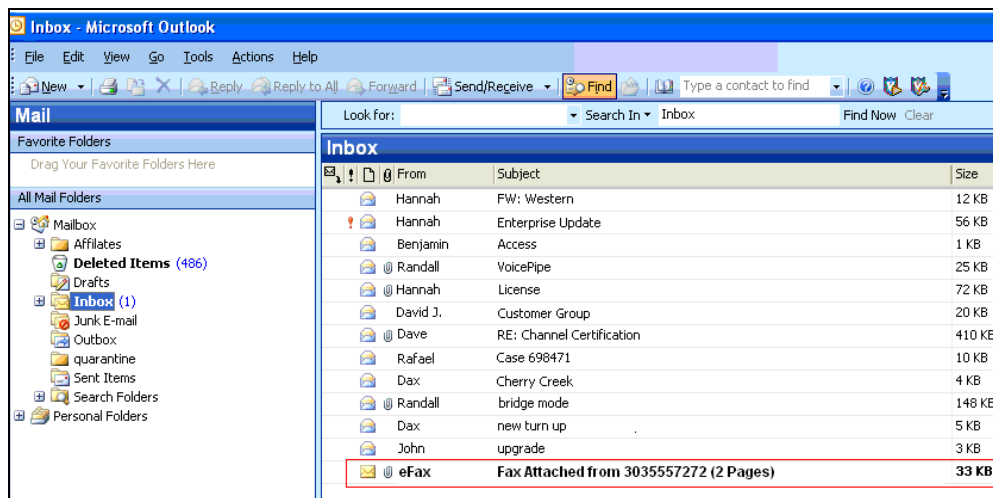 Inbox - Microsoft Outlook
File Edit View Go Tools Actions Help
New Reply Reply to All Forward Send/Receive Find Type a contact to find
Mail
Look for: Search In Inbox Find Now Clear
Favorite Folders
Drag Your Favorite Folders Here
All Mail Folders
Mailbox
Affilates
Deleted Items (486)
Drafts
Inbox (1)
Junk E-mail
Outbox
quarantine
Sent Items
Search Folders
Personal Folders
Inbox
From Subject Size
Hannah FW: Western 12 KB
Hannah Enterprise Update 56 KB
Benjamin Access 1 KB
Randall VoicePipe 25 KB
Hannah License 72 KB
David J. Customer Group 20 KB
Dave RE: Channel Certification 410 KB
Rafael Case 698471 10 KB
Dax Cherry Creek 4 KB
Randall bridge mode 148 KB
Dax new turn up 5 KB
John upgrade 3 KB
eFax Fax Attached from 3035557272 (2 Pages) 33 KB